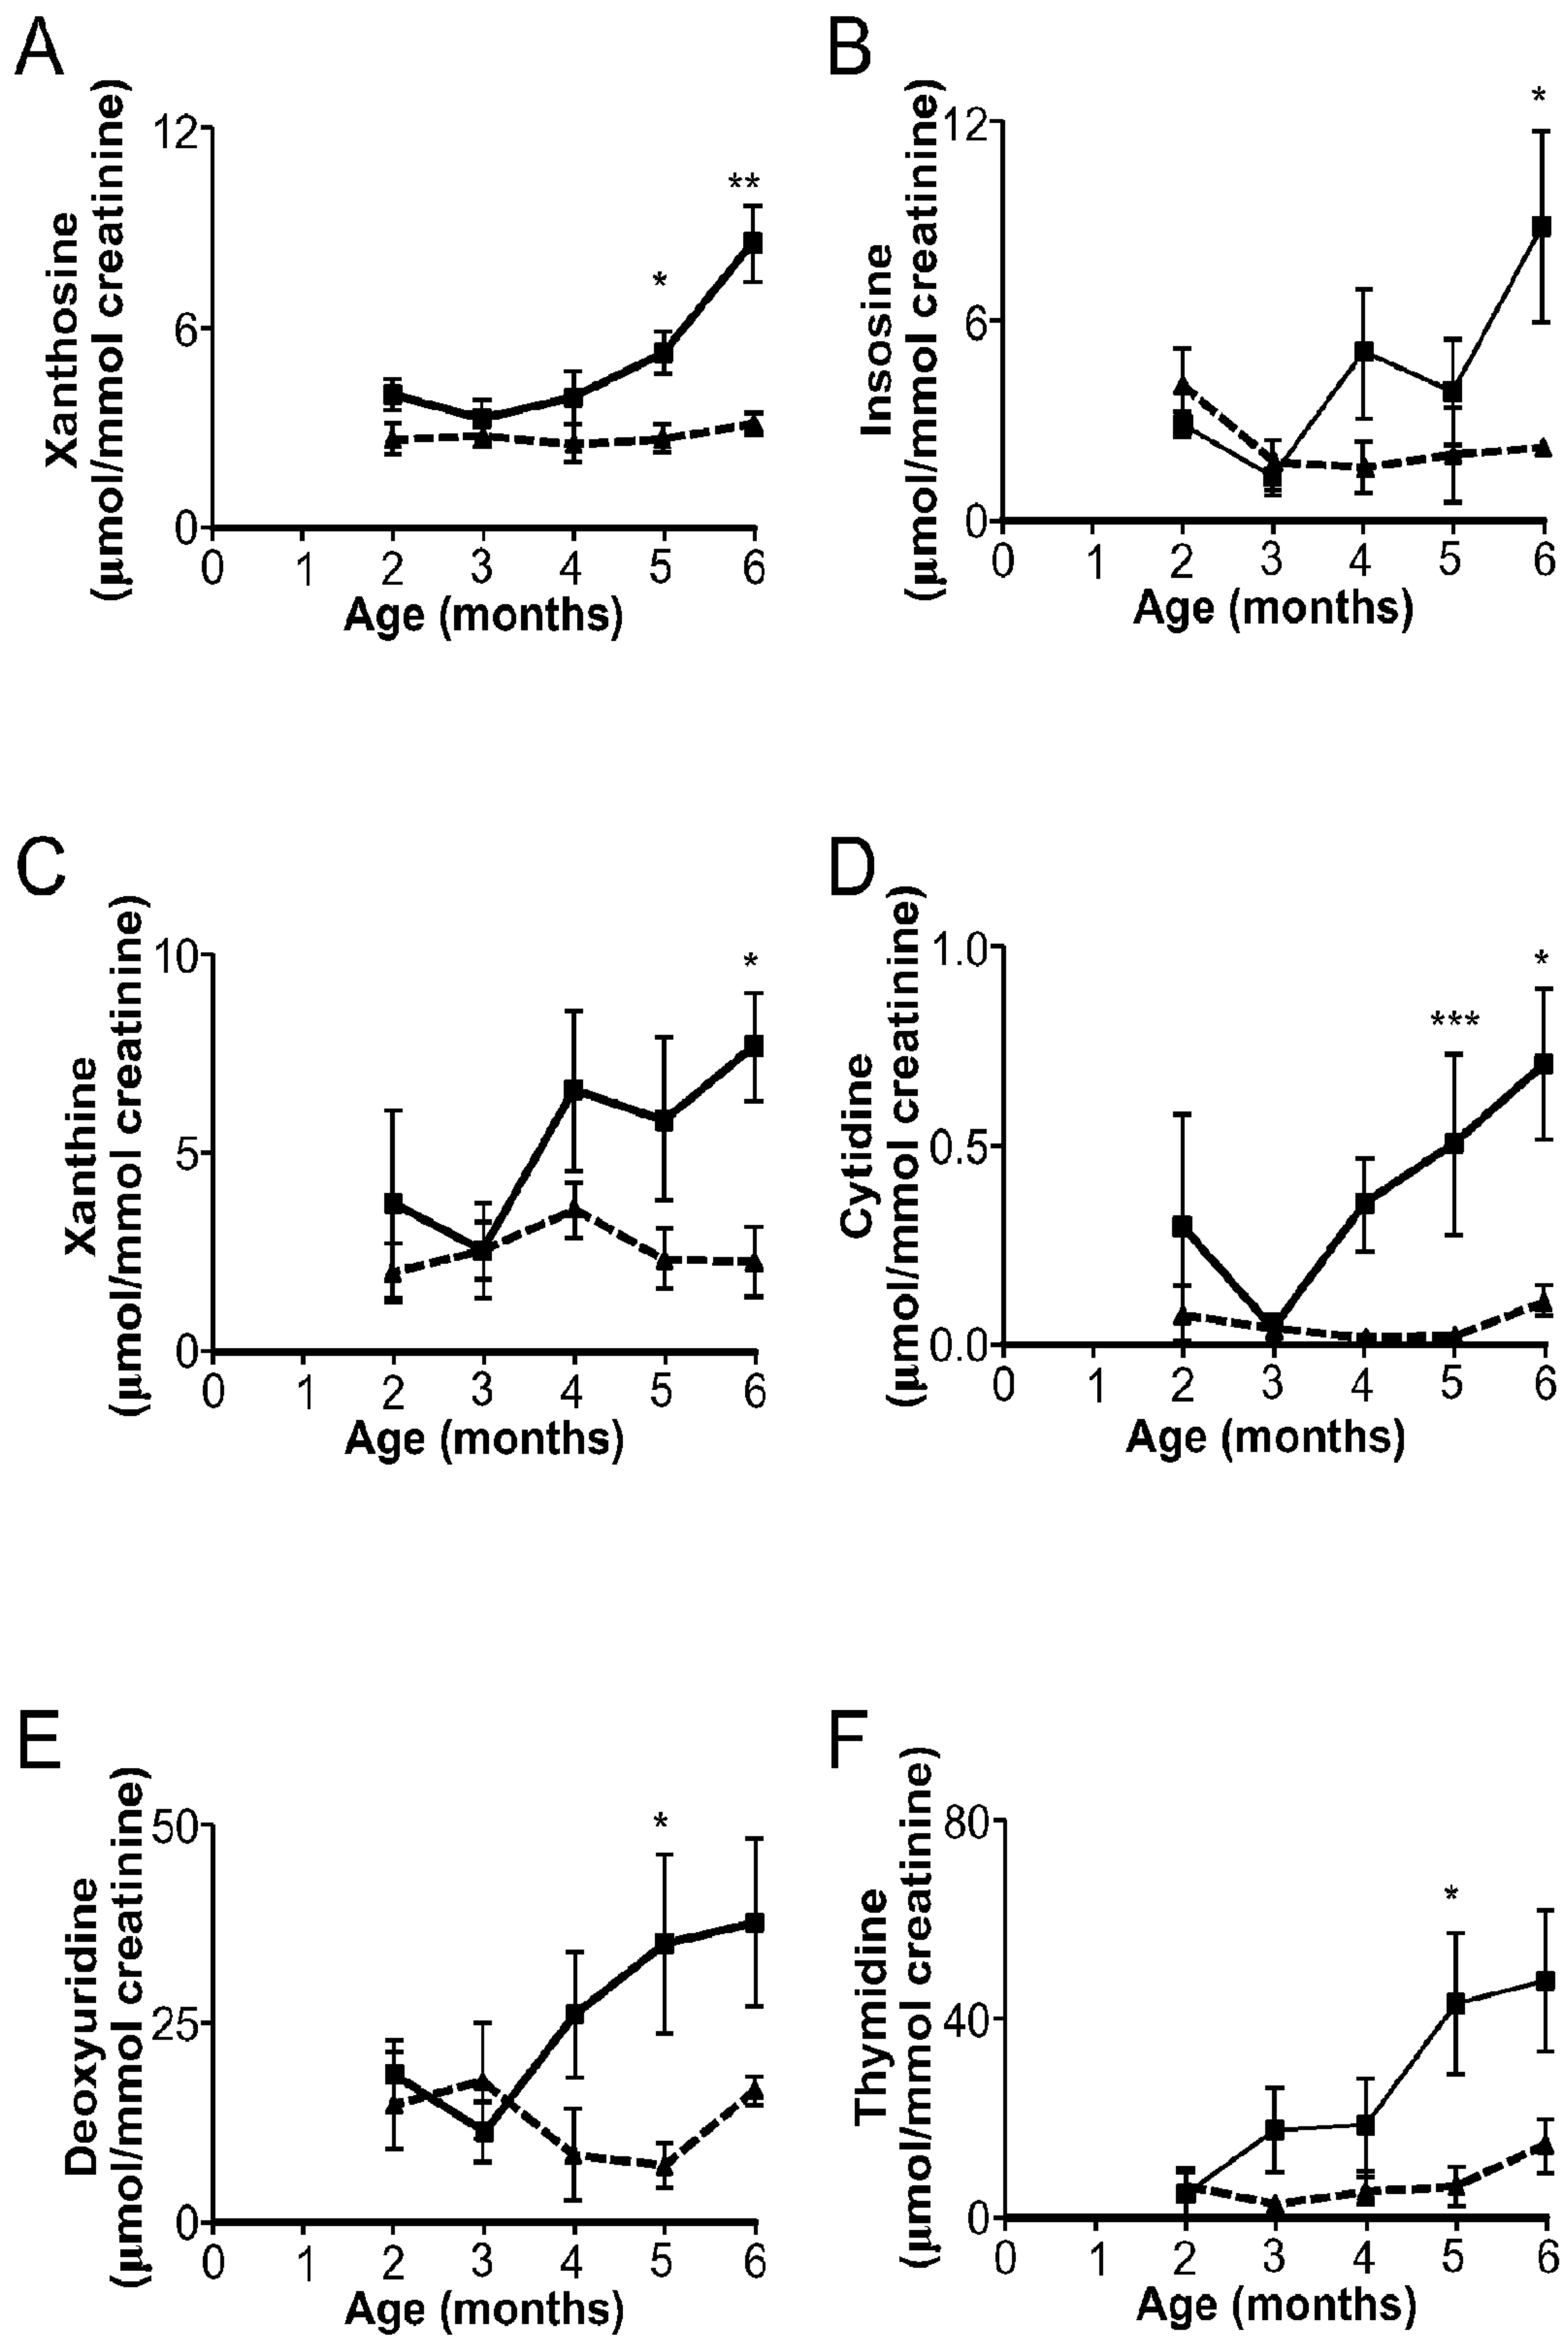 A
Xanthosine
(µmol/mmol creatinine)
12
6
0
* **
0 1 2 3 4 5 6
Age (months)
B
Insosine
(µmol/mmol creatinine)
12
6
0
*
0 1 2 3 4 5 6
Age (months)
C
Xanthine
(µmol/mmol creatinine)
10
5
0
*
0 1 2 3 4 5 6
Age (months)
D
Cytidine
(µmol/mmol creatinine)
1.0
0.5
0.0
*** *
0 1 2 3 4 5 6
Age (months)
E
Deoxyuridine
(µmol/mmol creatinine)
50
25
0
*
0 1 2 3 4 5 6
Age (months)
F
Thymidine
(µmol/mmol creatinine)
80
40
0
*
0 1 2 3 4 5 6
Age (months)